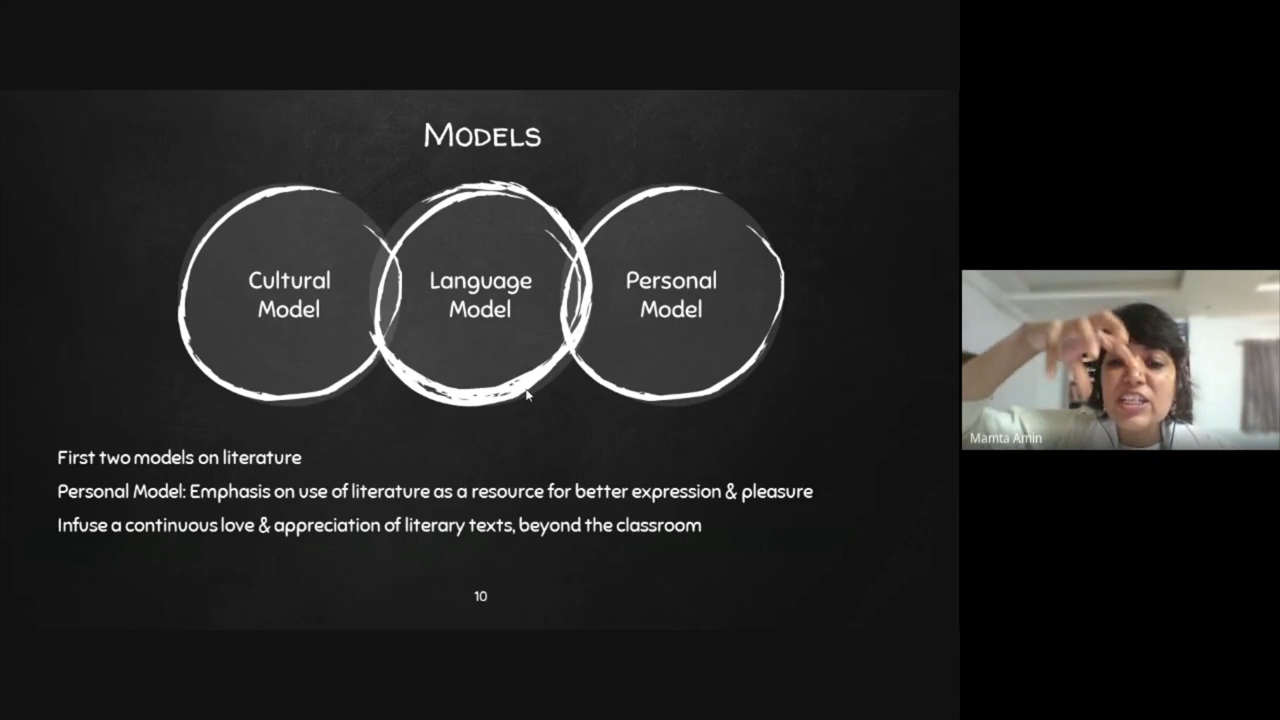 MODELS
Cultural
Model
Language
Model
Personal
Model
First two models on literature
Personal Model: Emphasis on use of literature as a resource for better expression & pleasure
Infuse a continuous love & appreciation of literary texts, beyond the classroom
10
Mamta Amin